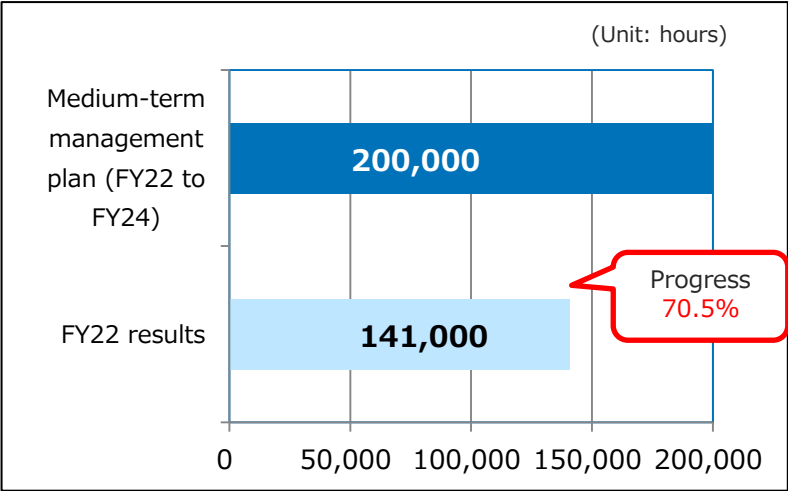 (Unit: hours)
Medium-term
management
plan (FY22 to
FY24)
200,000
Progress
70.5%
FY22 results
141,000
0 50,000 100,000 150,000 200,000